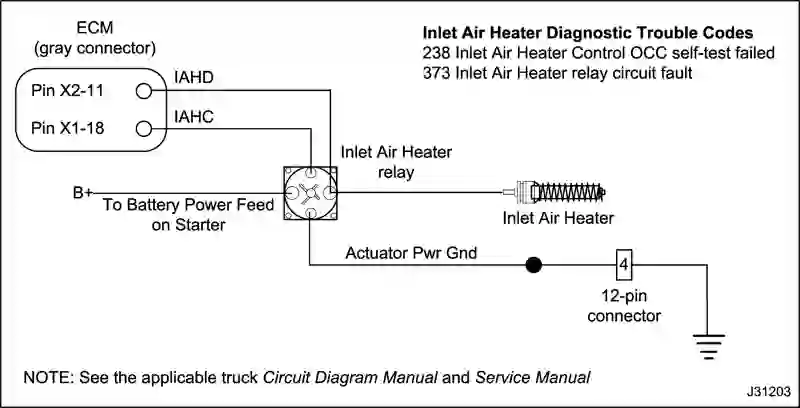 ECM
(gray connector)
Inlet Air Heater Diagnostic Trouble Codes
238 Inlet Air Heater Control OCC self-test failed
373 Inlet Air Heater relay circuit fault
Pin X2-11
IAHD
Pin X1-18
IAHC
Inlet Air Heater
relay
B+
To Battery Power Feed
on Starter
Inlet Air Heater
Actuator Pwr Gnd
4
12-pin
connector
NOTE: See the applicable truck Circuit Diagram Manual and Service Manual
J31203